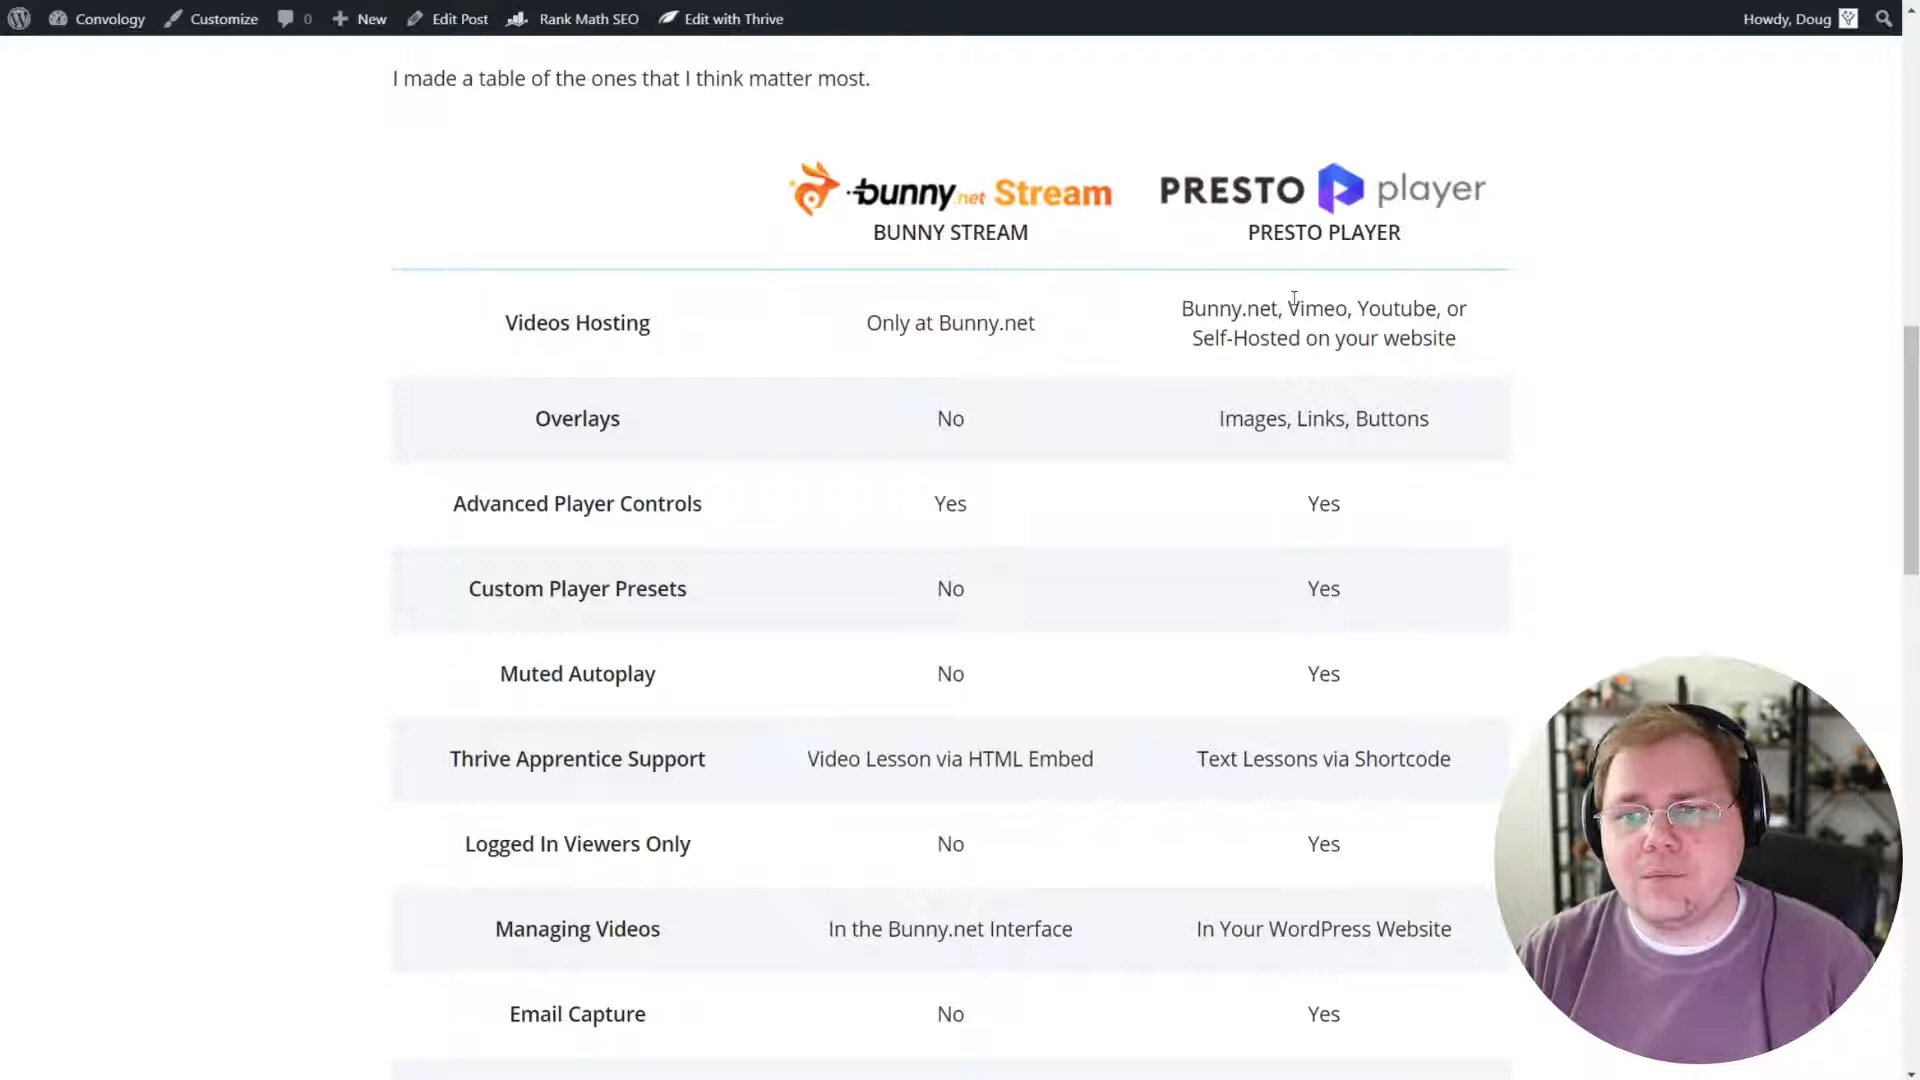 Convology
Customize
0
New
Edit Post
Rank Math SEO
Edit with Thrive
Howdy, Doug
I made a table of the ones that I think matter most.
bunny.net Stream
PRESTO player
BUNNY STREAM
PRESTO PLAYER
Videos Hosting
Only at Bunny.net
Bunny.net, Vimeo, Youtube, or
Self-Hosted on your website
Overlays
No
Images, Links, Buttons
Advanced Player Controls
Yes
Yes
Custom Player Presets
No
Yes
Muted Autoplay
No
Yes
Thrive Apprentice Support
Video Lesson via HTML Embed
Text Lessons via Shortcode
Logged In Viewers Only
No
Yes
Managing Videos
In the Bunny.net Interface
In Your WordPress Website
Email Capture
No
Yes